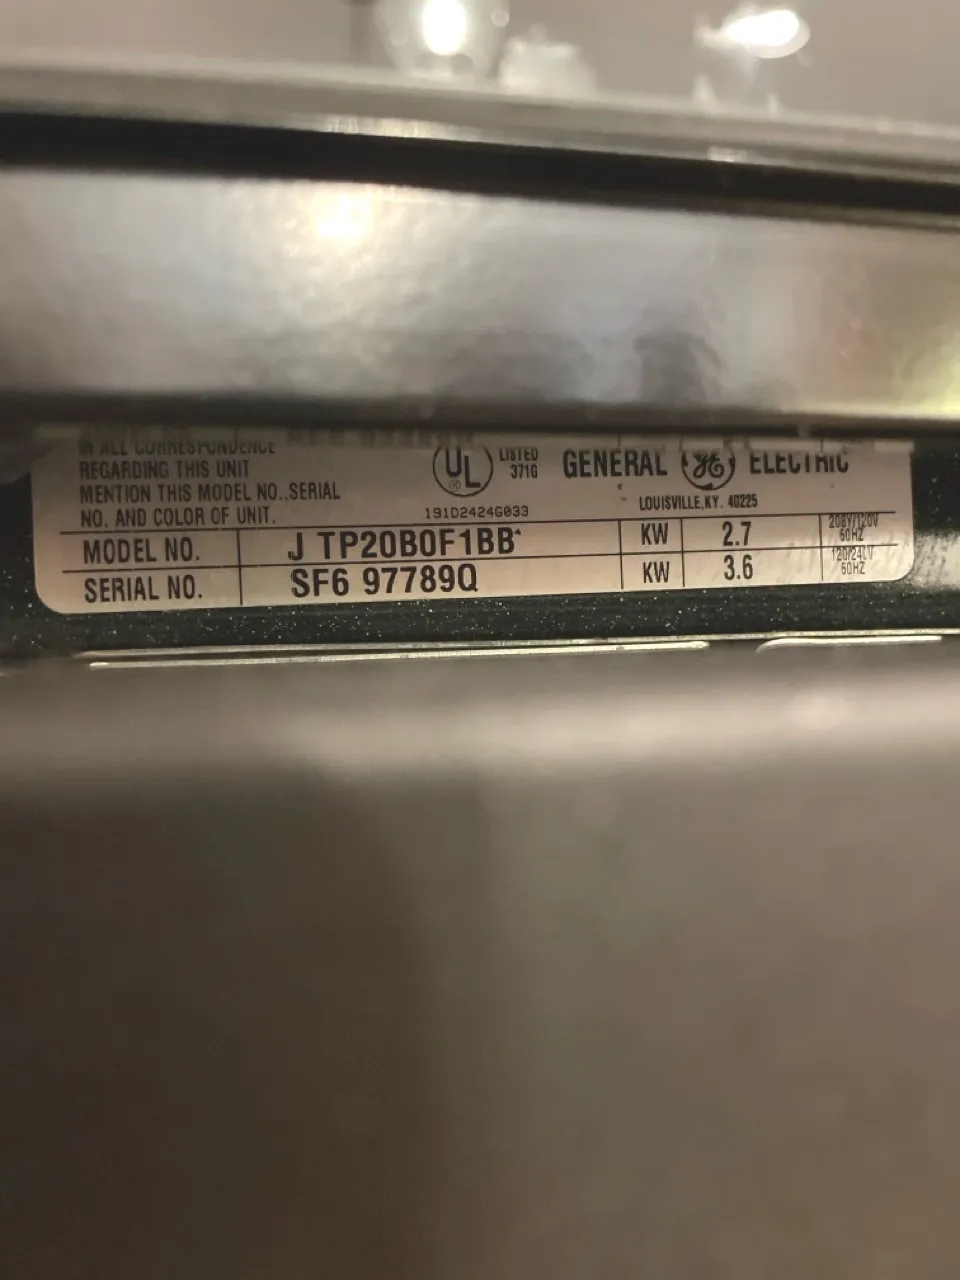 IN ALL CORRESPONDENCE
REGARDING THIS UNIT
MENTION THIS MODEL NO.,SERIAL
NO. AND COLOR OF UNIT.
UL
LISTED
371G
GENERAL GE ELECTRIC
LOUISVILLE,KY. 40225
191D2424G033
MODEL NO. J TP20B0F1BB* KW 2.7 208Y/120V 60HZ
SERIAL NO. SF6 97789Q KW 3.6 120/240V 60HZ